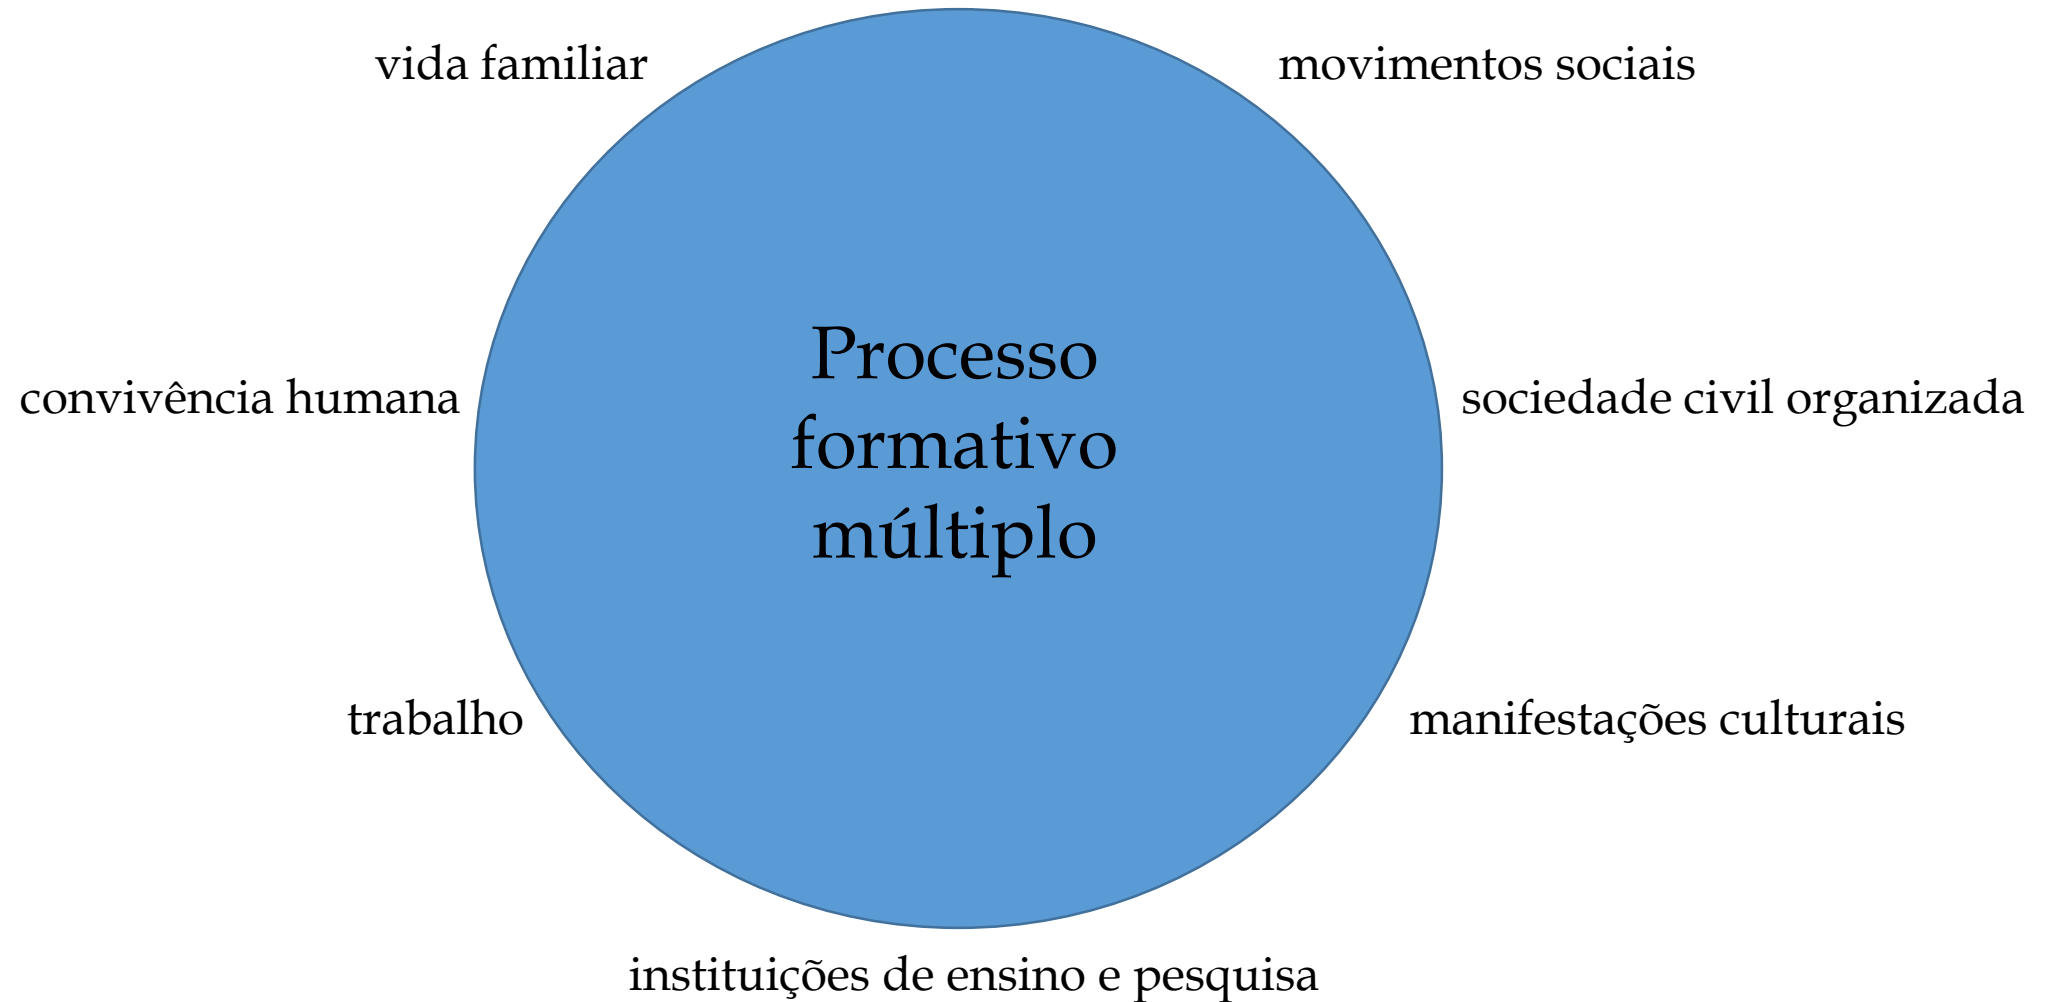 vida familiar
movimentos sociais
Processo
formativo
múltiplo
convivência humana
sociedade civil organizada
trabalho
manifestações culturais
instituições de ensino e pesquisa